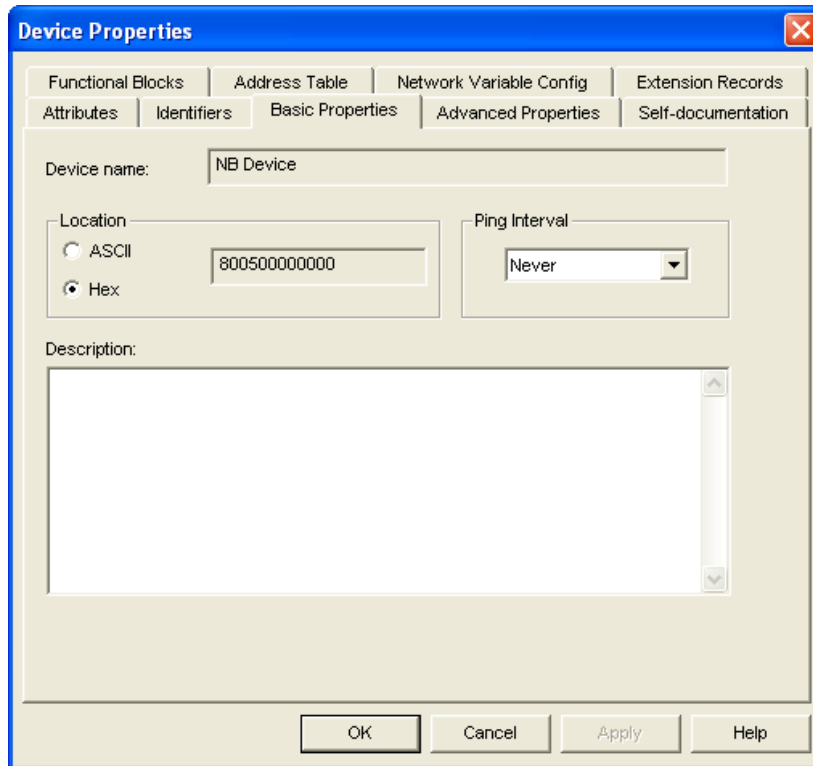 Device Properties
Functional Blocks Address Table Network Variable Config Extension Records
Attributes Identifiers Basic Properties Advanced Properties Self-documentation
Device name: NB Device
Location Ping Interval
ASCII
800500000000 Never
Hex
Description:
OK Cancel Apply Help